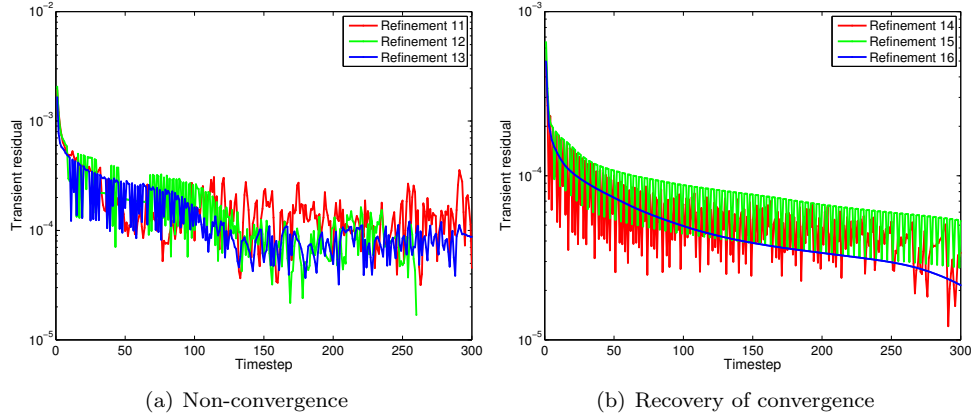 10⁻²
10⁻³
10⁻⁴
10⁻⁵
Transient residual
0 50 100 150 200 250 300
Timestep
Refinement 11
Refinement 12
Refinement 13
(a) Non-convergence
10⁻³
10⁻⁴
10⁻⁵
Transient residual
0 50 100 150 200 250 300
Timestep
Refinement 14
Refinement 15
Refinement 16
(b) Recovery of convergence